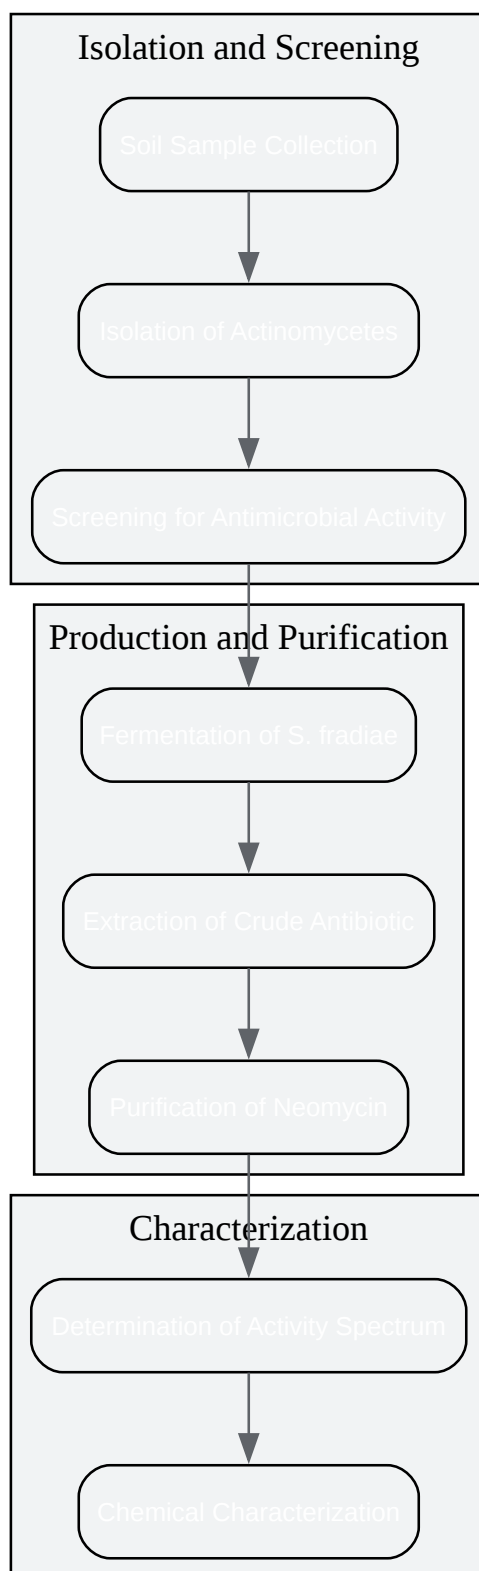 Isolation and Screening
Soil Sample Collection
Isolation of Actinomycetes
Screening for Antimicrobial Activity
Production and Purification
Fermentation of S. fradiae
Extraction of Crude Antibiotic
Purification of Neomycin
Characterization
Determination of Activity Spectrum
Chemical Characterization